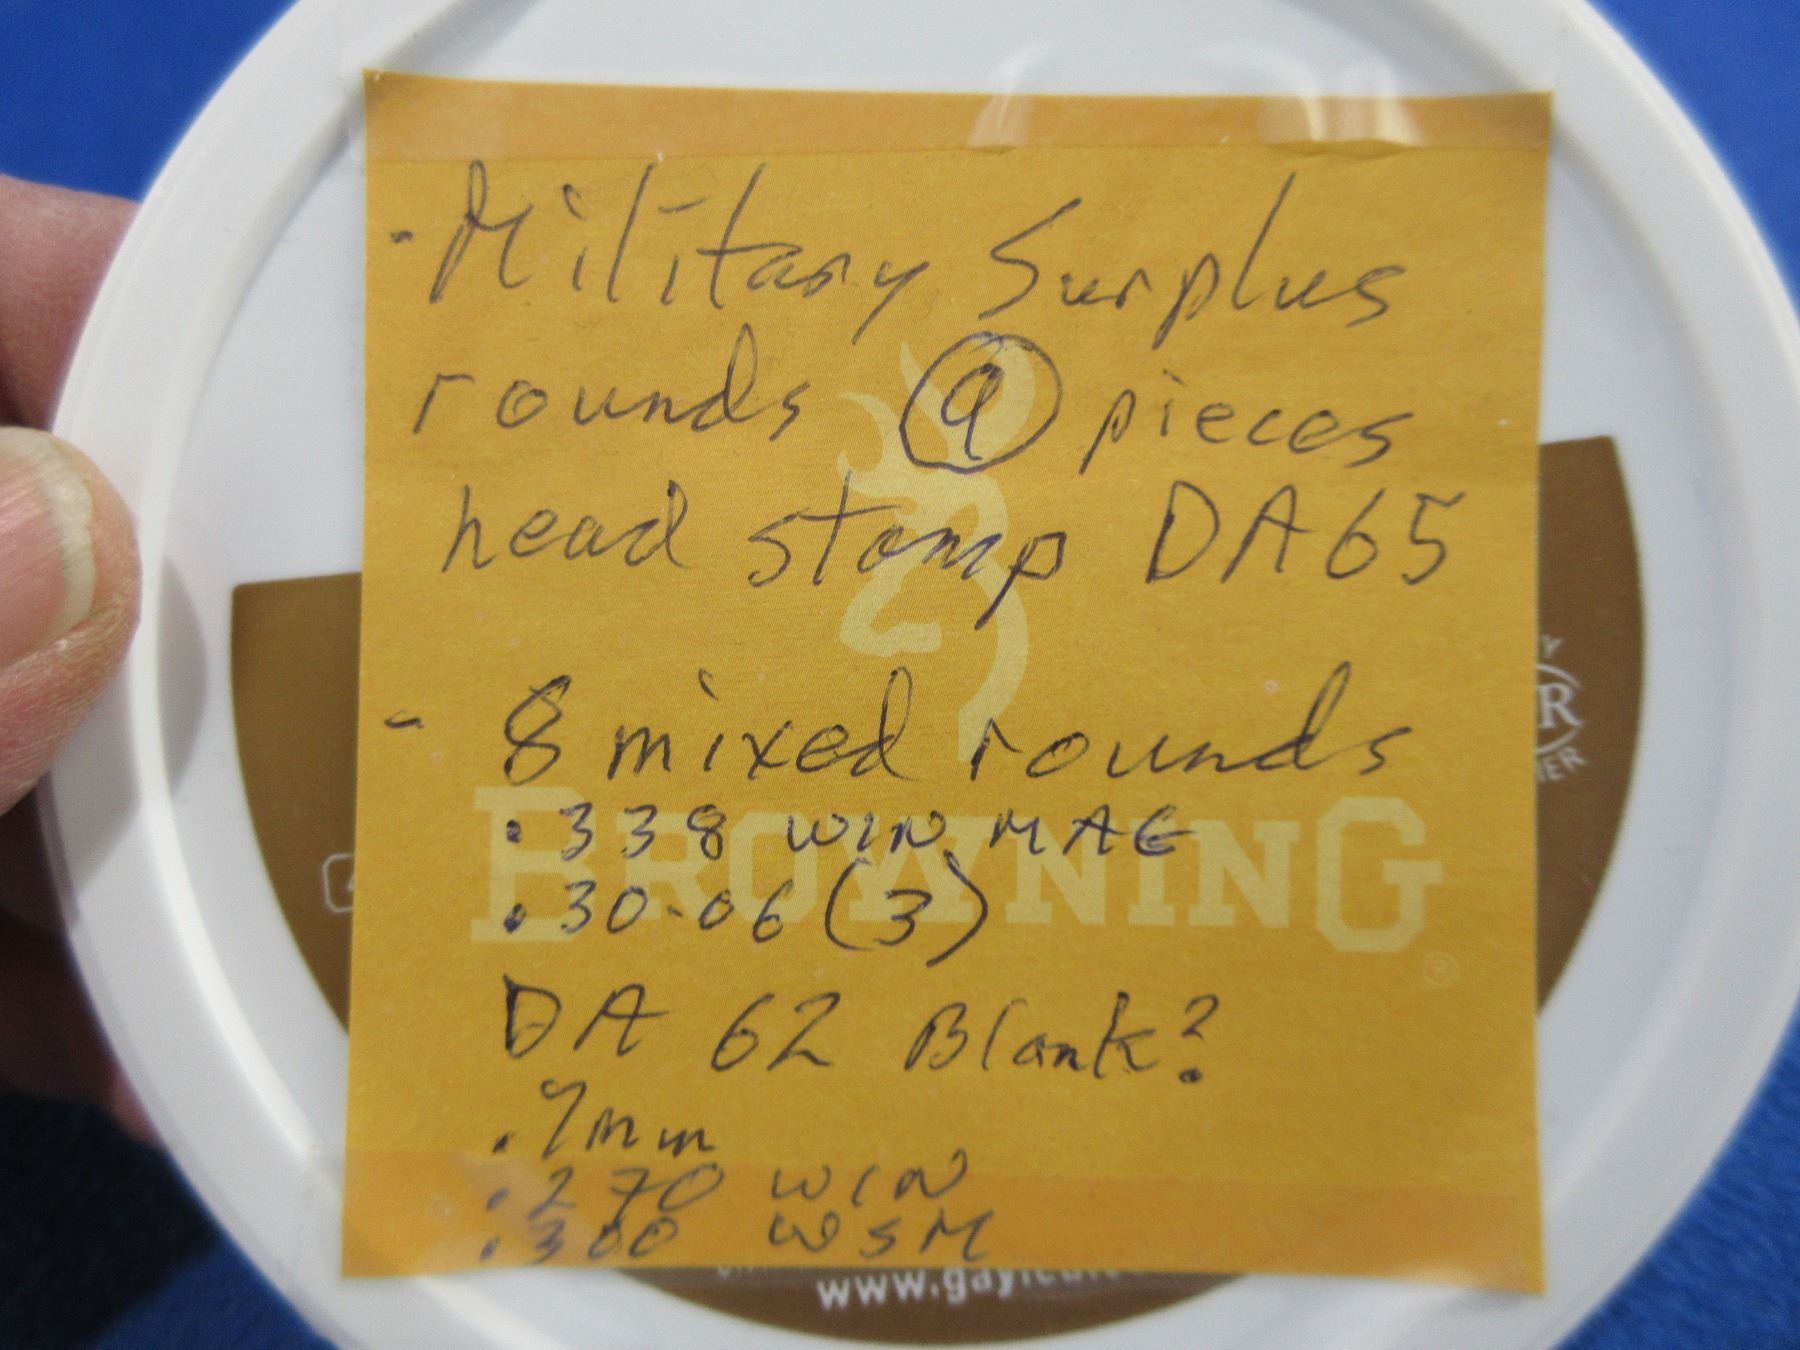 - Military Surplus
rounds 9 pieces
head stamp DA65
- 8 mixed rounds
.338 WIN MAG
BROWNING
.30-06 (3)
DA 62 Blank?
.7mm
.270 WIN
.300 WSM